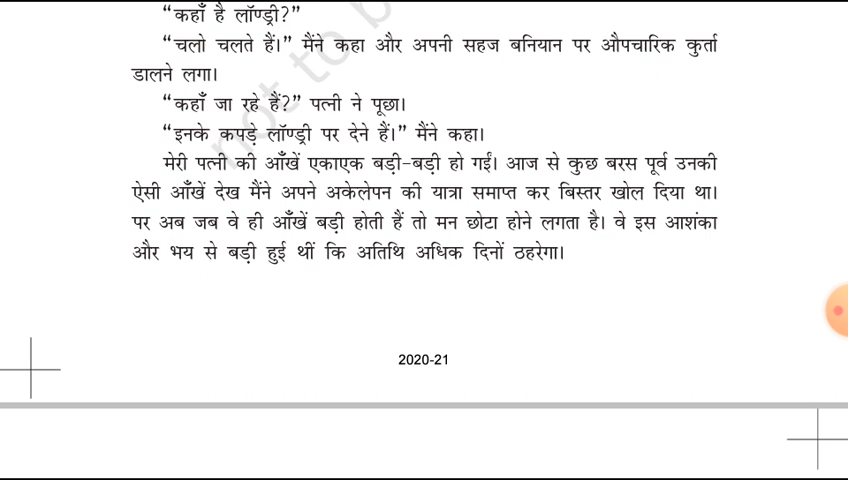 “कहाँ है लॉण्ड्री?”
“चलो चलते हैं।” मैंने कहा और अपनी सहज बनियान पर औपचारिक कुर्ता
डालने लगा।
“कहाँ जा रहे हैं?” पत्नी ने पूछा।
“इनके कपड़े लॉण्ड्री पर देने हैं।” मैंने कहा।
मेरी पत्नी की आँखें एकाएक बड़ी-बड़ी हो गईं। आज से कुछ बरस पूर्व उनकी
ऐसी आँखें देख मैंने अपने अकेलेपन की यात्रा समाप्त कर बिस्तर खोल दिया था।
पर अब जब वे ही आँखें बड़ी होती हैं तो मन छोटा होने लगता है। वे इस आशंका
और भय से बड़ी हुई थीं कि अतिथि अधिक दिनों ठहरेगा।
not to b
2020-21